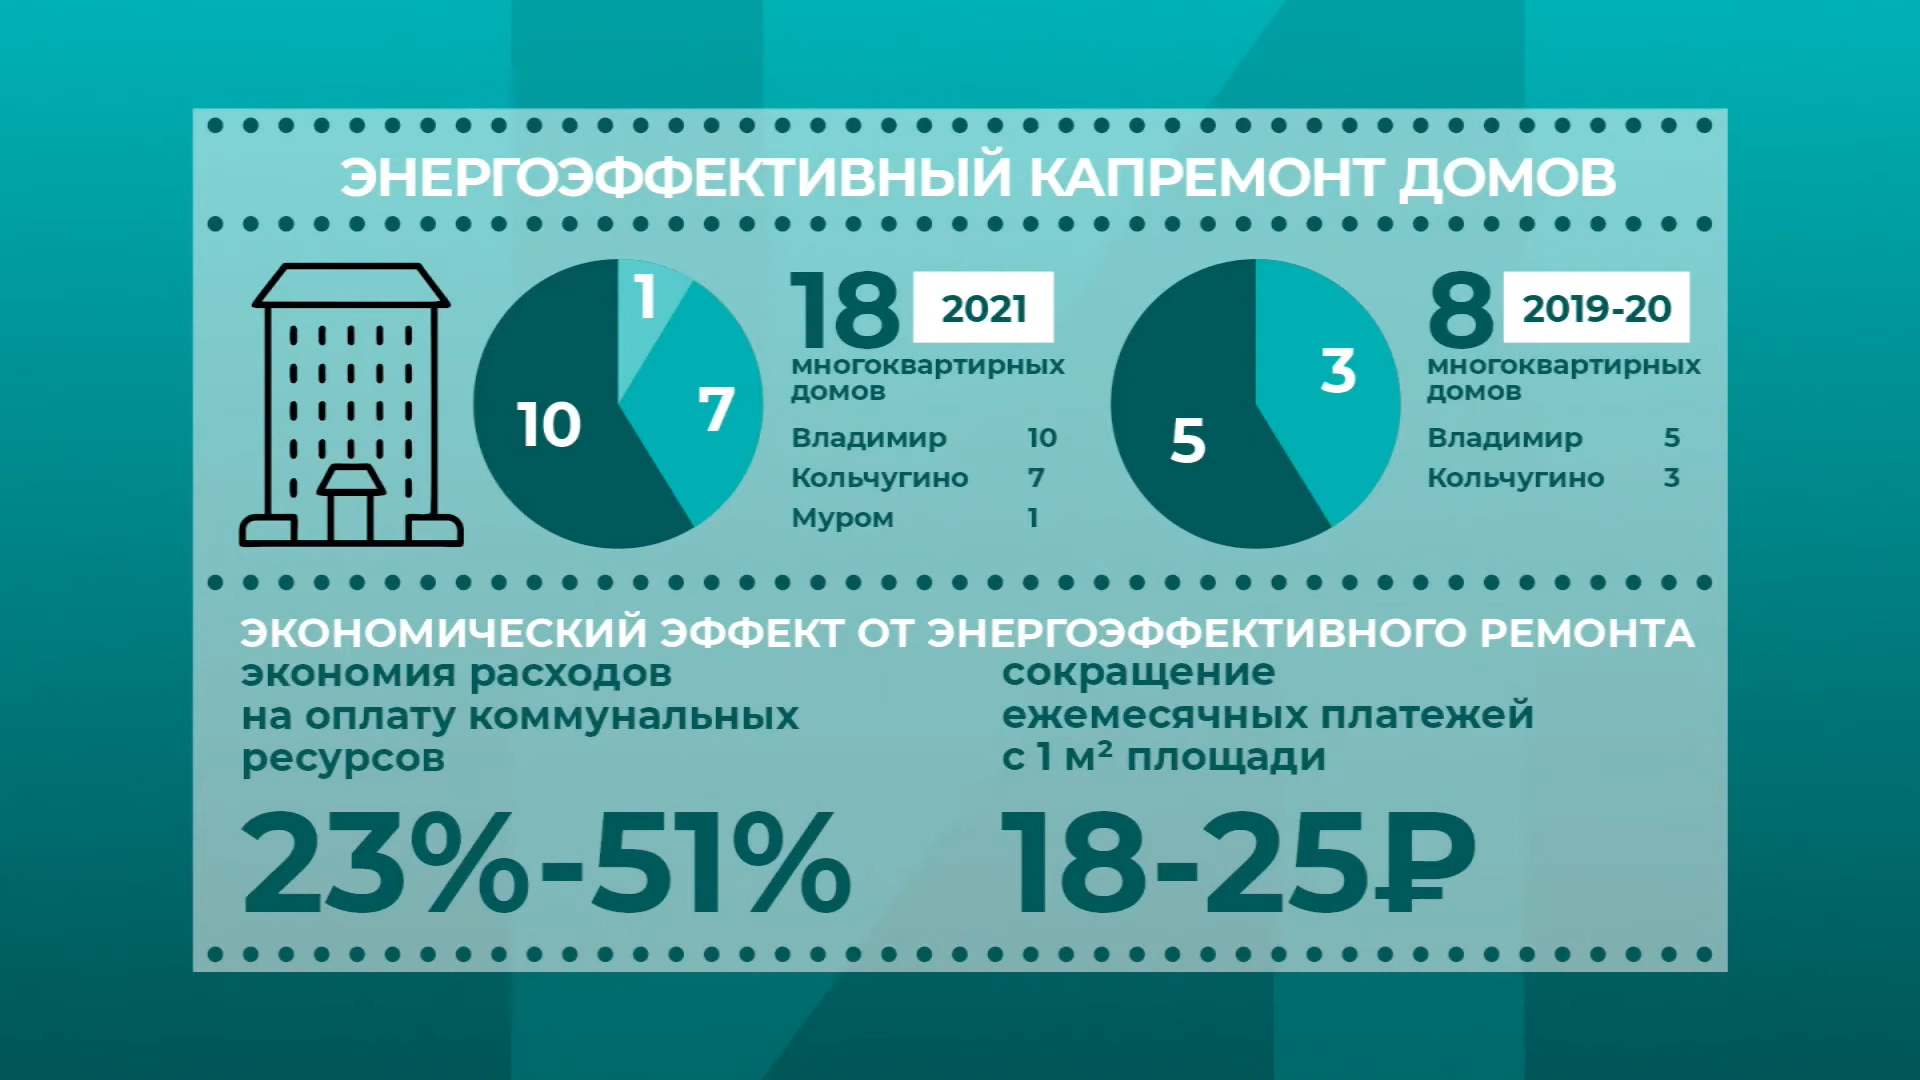 ЭНЕРГОЭФФЕКТИВНЫЙ КАПРЕМОНТ ДОМОВ
1
10
7
18 2021
многоквартирных
домов
Владимир 10
Кольчугино 7
Муром 1
3
5
8 2019-20
многоквартирных
домов
Владимир 5
Кольчугино 3
ЭКОНОМИЧЕСКИЙ ЭФФЕКТ ОТ ЭНЕРГОЭФФЕКТИВНОГО РЕМОНТА
экономия расходов
на оплату коммунальных
ресурсов
23%-51%
сокращение
ежемесячных платежей
с 1 м² площади
18-25₽